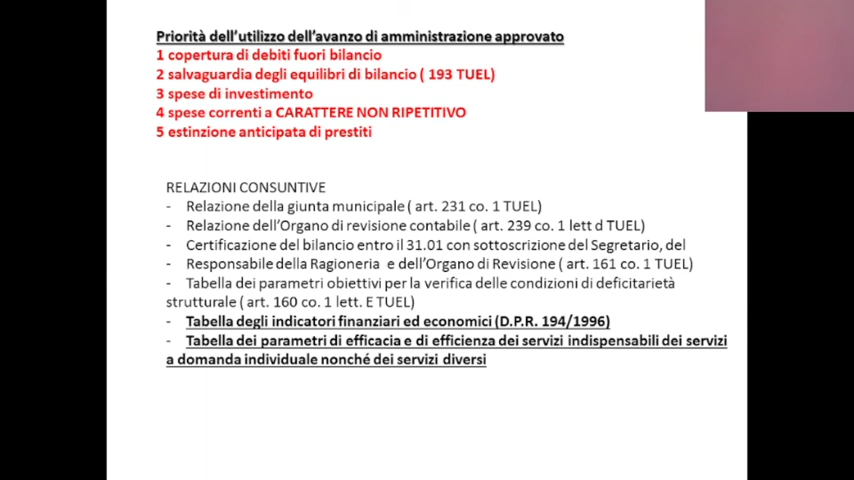 Priorità dell'utilizzo dell'avanzo di amministrazione approvato
1 copertura di debiti fuori bilancio
2 salvaguardia degli equilibri di bilancio ( 193 TUEL)
3 spese di investimento
4 spese correnti a CARATTERE NON RIPETITIVO
5 estinzione anticipata di prestiti
RELAZIONI CONSUNTIVE
- Relazione della giunta municipale ( art. 231 co. 1 TUEL)
- Relazione dell'Organo di revisione contabile ( art. 239 co. 1 lett d TUEL)
- Certificazione del bilancio entro il 31.01 con sottoscrizione del Segretario, del
- Responsabile della Ragioneria e dell'Organo di Revisione ( art. 161 co. 1 TUEL)
- Tabella dei parametri obiettivi per la verifica delle condizioni di deficitarietà
strutturale ( art. 160 co. 1 lett. E TUEL)
- Tabella degli indicatori finanziari ed economici (D.P.R. 194/1996)
- Tabella dei parametri di efficacia e di efficienza dei servizi indispensabili dei servizi
a domanda individuale nonché dei servizi diversi